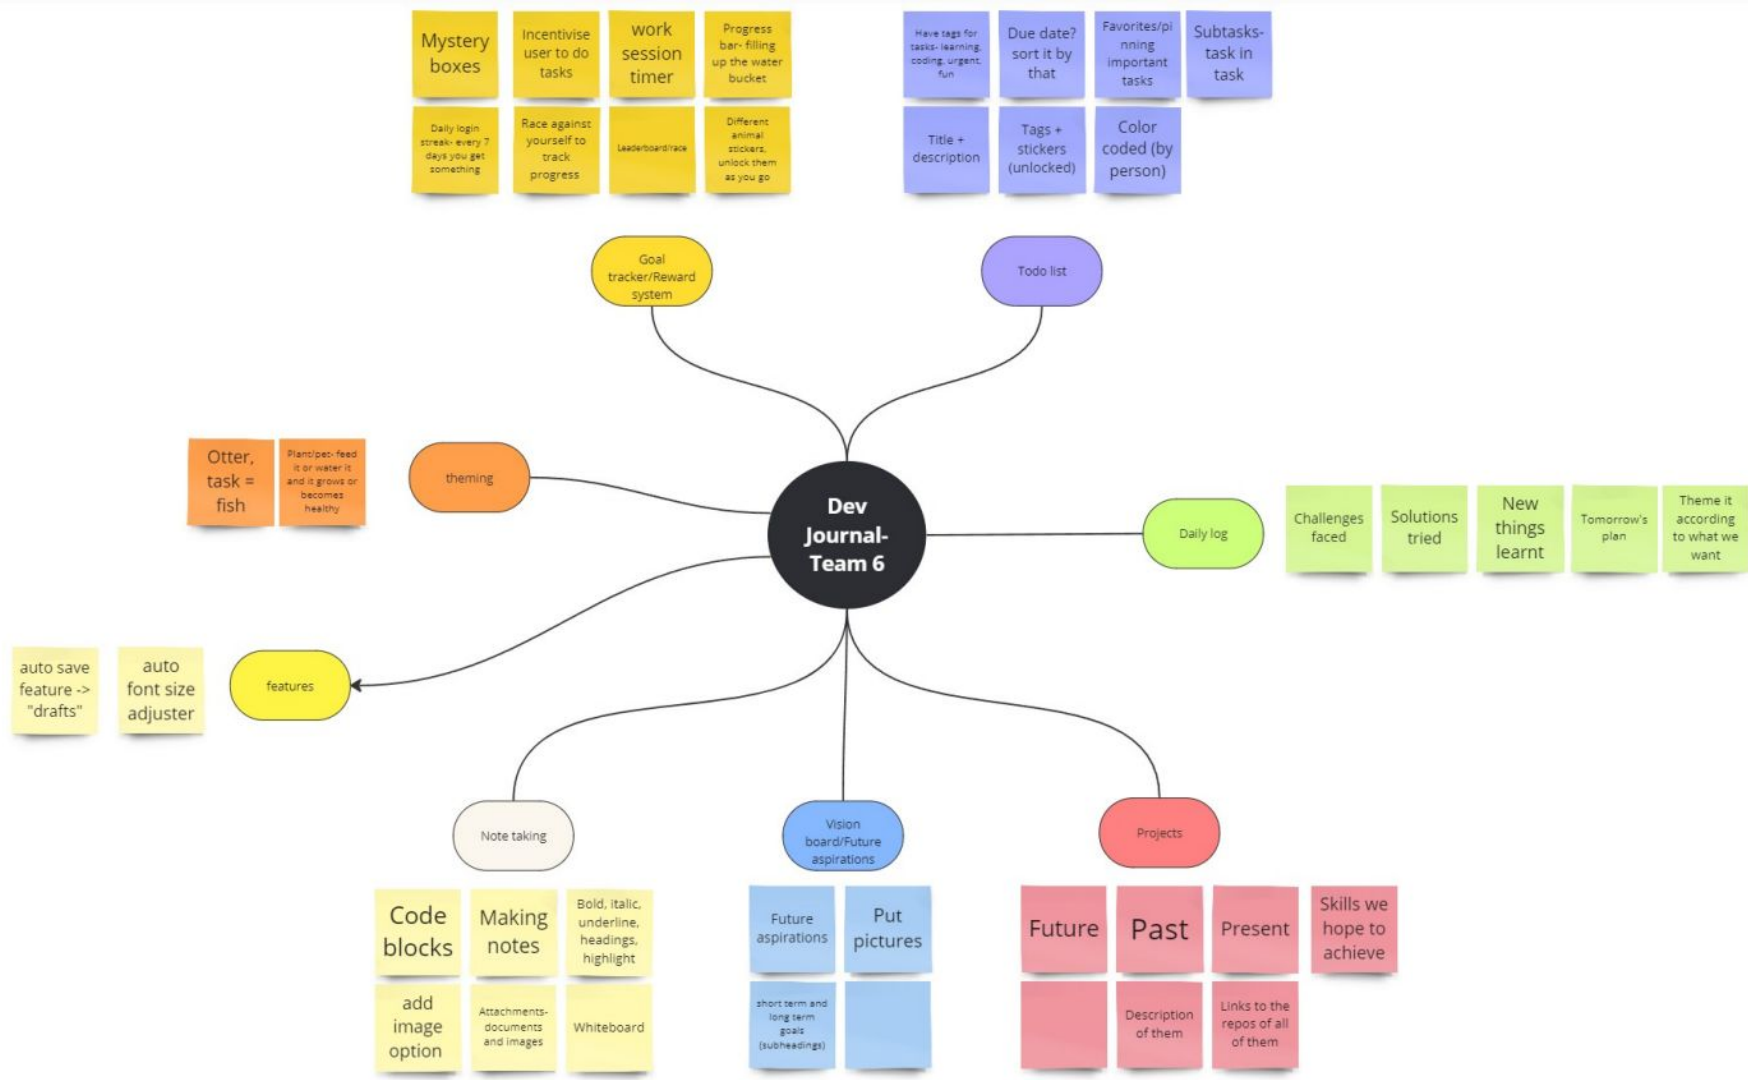 Mystery
boxes
Incentivise
user to do
tasks
work
session
timer
Progress
bar- filling
up the water
bucket
Daily login
streak- every 7
days you get
something
Race against
yourself to
track
progress
Leaderboard/race
Different
animal
stickers,
unlock them
as you go
Have tags for
tasks- learning,
coding, urgent,
fun
Due date?
sort it by
that
Favorites/pi
nning
important
tasks
Subtasks-
task in
task
Title +
description
Tags +
stickers
(unlocked)
Color
coded (by
person)
Goal
tracker/Reward
system
Todo list
Otter,
task =
fish
Plant/pet- feed
it or water it
and it grows or
becomes
healthy
theming
Dev
Journal-
Team 6
Daily log
Challenges
faced
Solutions
tried
New
things
learnt
Tomorrow's
plan
Theme it
according
to what we
want
auto save
feature ->
"drafts"
auto
font size
adjuster
features
Note taking
Vision
board/Future
aspirations
Projects
Code
blocks
Making
notes
Bold, italic,
underline,
headings,
highlight
add
image
option
Attachments-
documents
and images
Whiteboard
Future
aspirations
Put
pictures
short term and
long term
goals
(subheadings)
Future
Past
Present
Skills we
hope to
achieve
Description
of them
Links to the
repos of all
of them